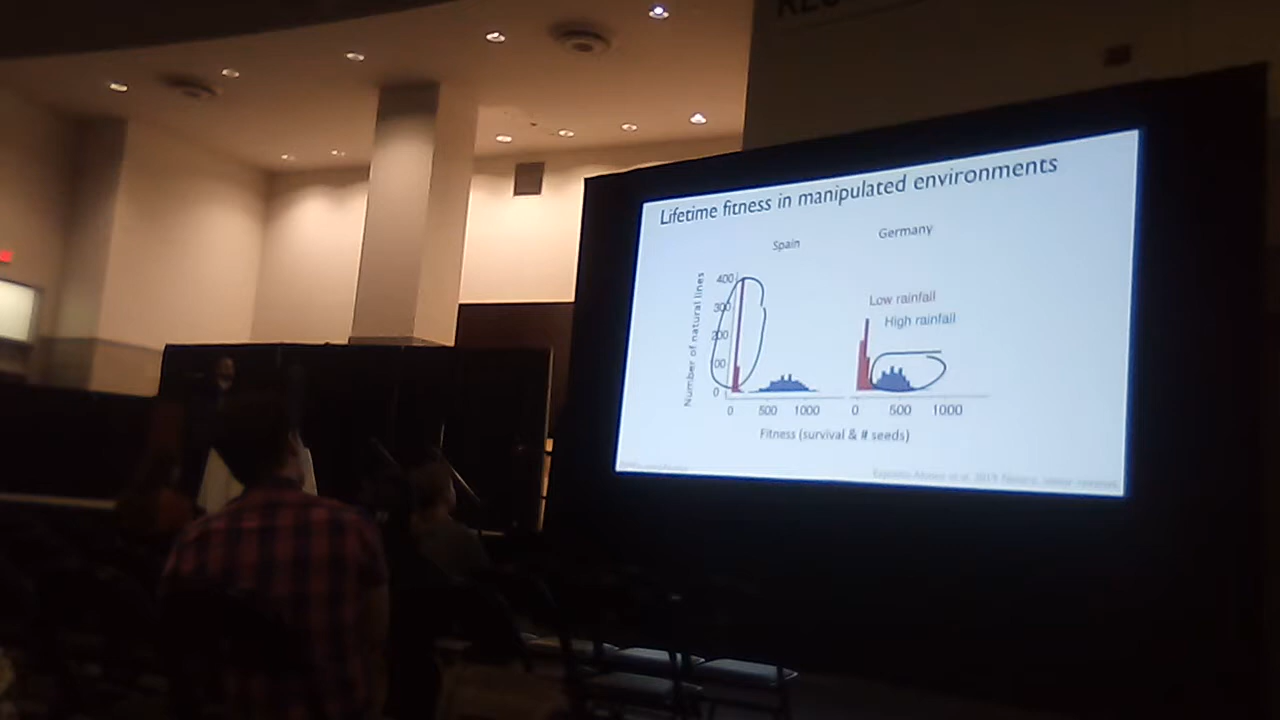 Lifetime fitness in manipulated environments
Spain
Germany
Number of natural lines
400
300
200
00
0
Low rainfall
High rainfall
0 500 1000
0 500 1000
Fitness (survival & # seeds)